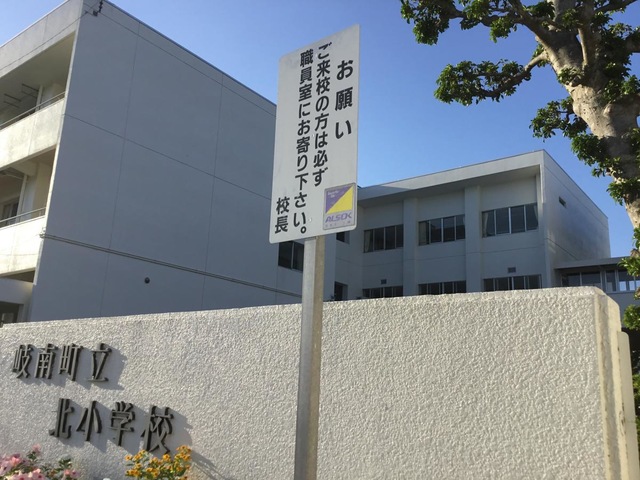 お願い
ご来校の方は必ず
職員室にお寄り下さい。
校長
ALSOK
岐南町立
北小学校